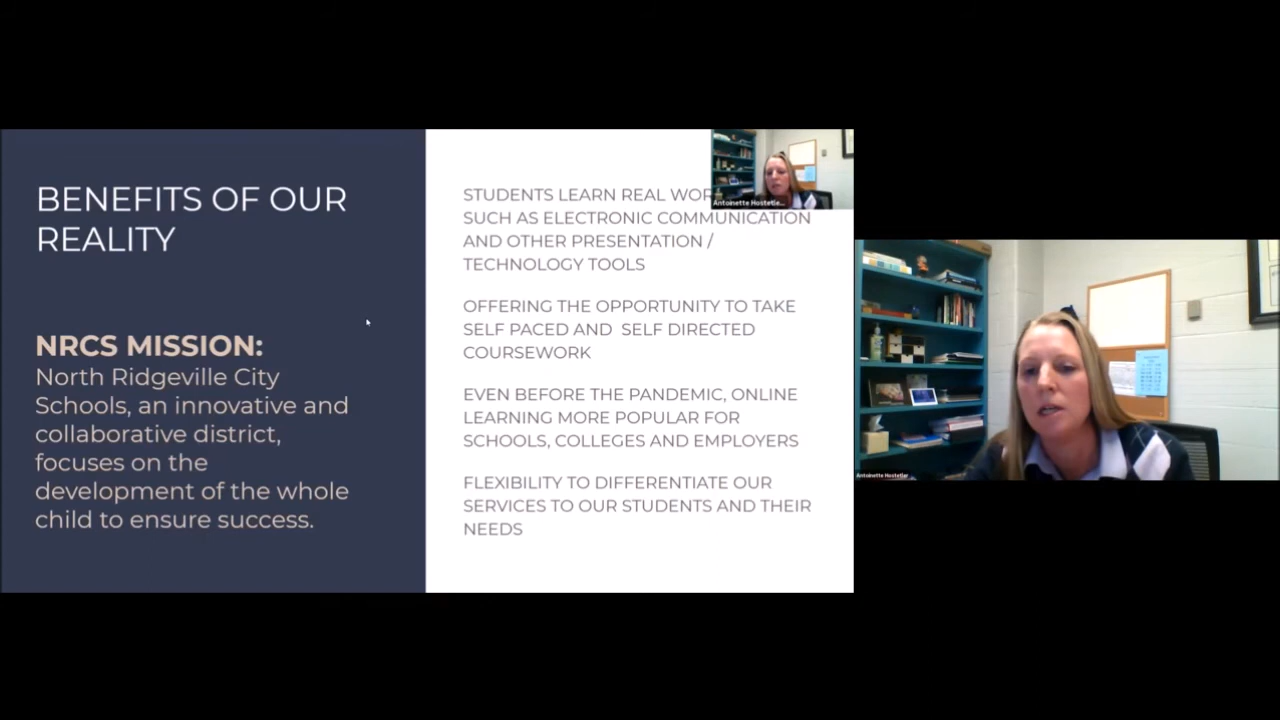 BENEFITS OF OUR
REALITY
NRCS MISSION:
North Ridgeville City
Schools, an innovative and
collaborative district,
focuses on the
development of the whole
child to ensure success.
STUDENTS LEARN REAL
SUCH AS ELECTRONIC COMMUNICATION
AND OTHER PRESENTATION /
TECHNOLOGY TOOLS
OFFERING THE OPPORTUNITY TO TAKE
SELF PACED AND SELF DIRECTED
COURSEWORK
EVEN BEFORE THE PANDEMIC, ONLINE
LEARNING MORE POPULAR FOR
SCHOOLS, COLLEGES AND EMPLOYERS
FLEXIBILITY TO DIFFERENTIATE OUR
SERVICES TO OUR STUDENTS AND THEIR
NEEDS
Antoinette Hostetle...
Antoinette Hostetler